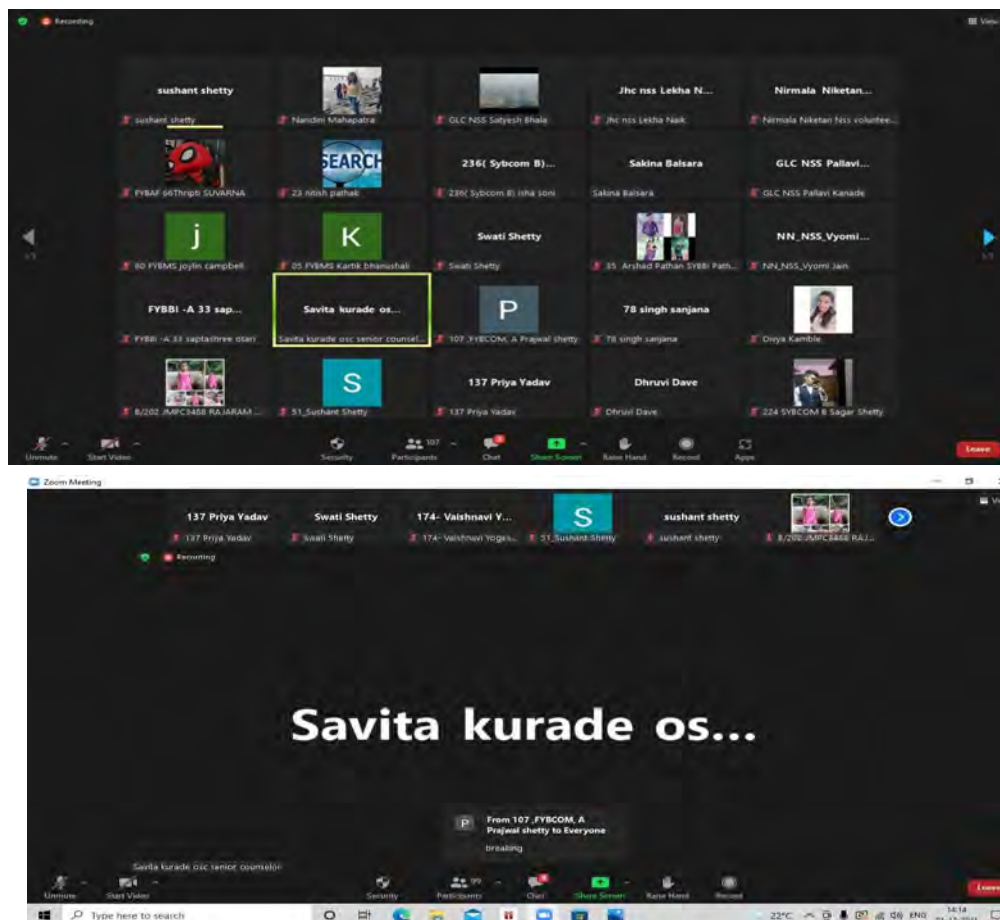 Recording
View
sushant shetty
Jhc nss Lekha N...
Nirmala Niketan...
sushant shetty
Nandini Mahapatra
GLC NSS Satyesh Bhala
Jhc nss Lekha Naik
Nirmala Niketan Nss voluntee...
SEARCH
236( Sybcom B)...
Sakina Balsara
GLC NSS Pallavi...
FYBAF 66Thripti SUVARNA
23 nitish pathak
236( Sybcom B) isha soni
Sakina Balsara
GLC NSS Pallavi Kanade
j
K
Swati Shetty
NN_NSS_Vyomi...
60 FYBMS joylin campbell
05 FYBMS Kartik bhanushali
Swati Shetty
35 Arshad Pathan SYBBI Path...
NN_NSS_Vyomi Jain
FYBBI -A 33 sap...
Savita kurade os...
P
78 singh sanjana
FYBBI -A 33 saptashree otari
Savita kurade osc senior counsel...
107 ,FYBCOM, A Prajwal shetty
78 singh sanjana
Divya Kamble
S
137 Priya Yadav
Dhruvi Dave
B/202 JMPC3468 RAJARAM ...
51_Sushant Shetty
137 Priya Yadav
Dhruvi Dave
224 SYBCOM B Sagar Shetty
Unmute
Start Video
Security
Participants
107
Chat
Share Screen
Raise Hand
Record
Apps
Leave
Zoom Meeting
137 Priya Yadav
Swati Shetty
174- Vaishnavi Y...
S
sushant shetty
137 Priya Yadav
Swati Shetty
174- Vaishnavi Yoges...
51_Sushant Shetty
sushant shetty
B/202 JMPC3468 RAJ...
Recording
Savita kurade os...
P
From 107 ,FYBCOM, A
Prajwal shetty to Everyone
breaking
Savita kurade osc senior counselor
Unmute
Start Video
Security
Participants
99
Chat
Share Screen
Raise Hand
Record
Leave
Type here to search
22°C
ENG
14:14